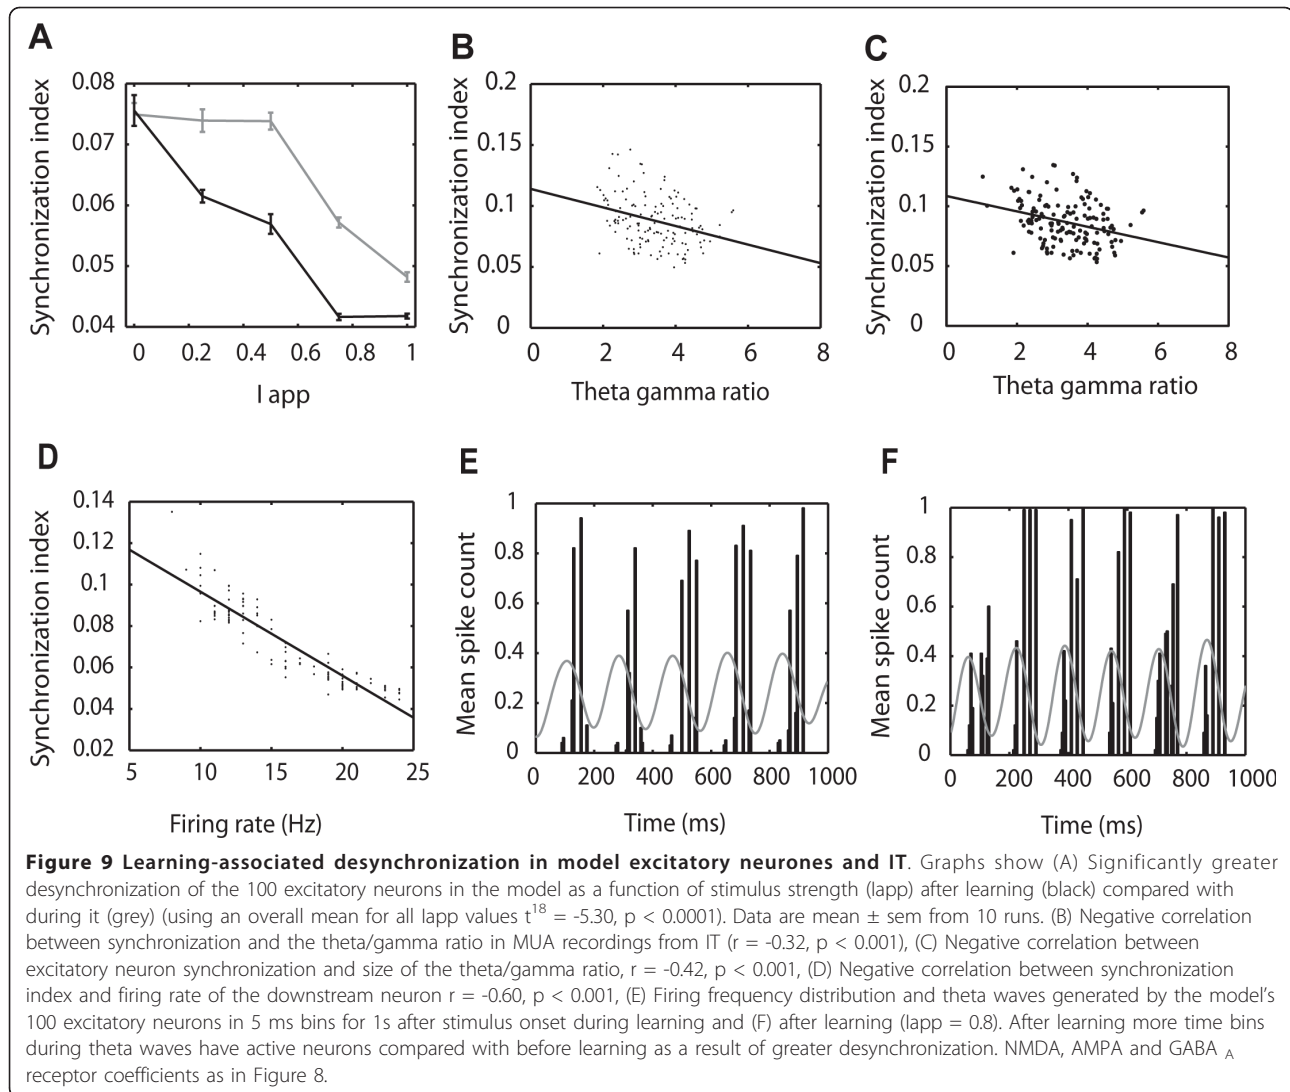 A
B
C
Synchronization index
0.08
0.07
0.06
0.05
0.04
0
0.2
0.4
0.6
0.8
1
I app
Synchronization index
0.2
0.15
0.1
0.05
0
0
2
4
6
8
Theta gamma ratio
Synchronization index
0.2
0.15
0.1
0.05
0
2
4
6
8
Theta gamma ratio
D
E
F
Synchronization index
0.14
0.12
0.1
0.08
0.06
0.04
0.02
5
10
15
20
25
Firing rate (Hz)
Mean spike count
1
0.8
0.6
0.4
0.2
0
0
200
400
600
800
1000
Time (ms)
Mean spike count
1
0.8
0.6
0.4
0.2
0
0
200
400
600
800
1000
Time (ms)
Figure 9 Learning-associated desynchronization in model excitatory neurones and IT. Graphs show (A) Significantly greater
desynchronization of the 100 excitatory neurons in the model as a function of stimulus strength (Iapp) after learning (black) compared with
during it (grey) (using an overall mean for all Iapp values t18 = -5.30, p < 0.0001). Data are mean ± sem from 10 runs. (B) Negative correlation
between synchronization and the theta/gamma ratio in MUA recordings from IT (r = -0.32, p < 0.001), (C) Negative correlation between
excitatory neuron synchronization and size of the theta/gamma ratio, r = -0.42, p < 0.001, (D) Negative correlation between synchronization
index and firing rate of the downstream neuron r = -0.60, p < 0.001, (E) Firing frequency distribution and theta waves generated by the model's
100 excitatory neurons in 5 ms bins for 1s after stimulus onset during learning and (F) after learning (Iapp = 0.8). After learning more time bins
during theta waves have active neurons compared with before learning as a result of greater desynchronization. NMDA, AMPA and GABA A
receptor coefficients as in Figure 8.